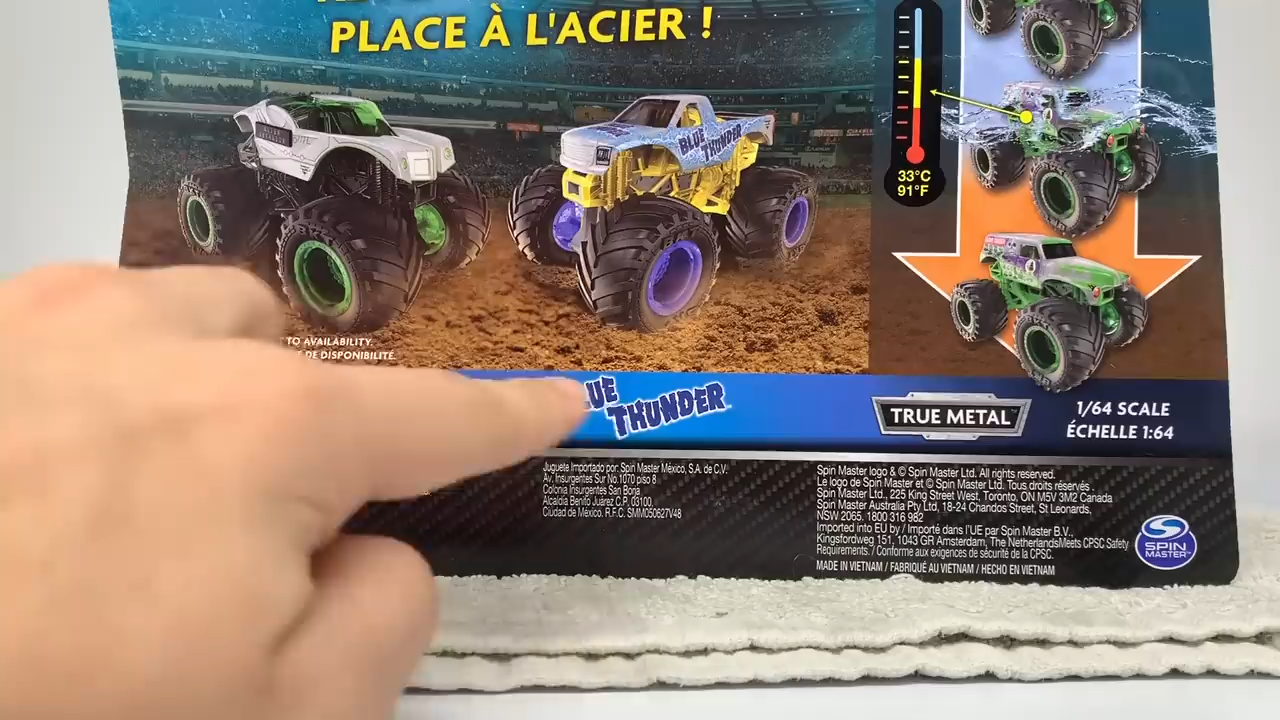 PLACE À L'ACIER !
BLUE THUNDER
33°C
91°F
TO AVAILABILITY.
DE DISPONIBILITÉ.
THUNDER
TRUE METAL
1/64 SCALE
ÉCHELLE 1:64
Juguete Importado por: Spin Master México, S.A. de C.V.
Av. Insurgentes Sur No.1070 piso 8
Colonia Insurgentes San Borja
Alcaldía Benito Juárez C.P. 03100,
Ciudad de México. R.F.C. SMM050627V48
Spin Master logo & © Spin Master Ltd. All rights reserved.
Le logo de Spin Master et © Spin Master Ltd. Tous droits réservés.
Spin Master Ltd., 225 King Street West, Toronto, ON M5V 3M2 Canada
Spin Master Australia Pty Ltd, 18-24 Chandos Street, St Leonards,
NSW 2065. 1800 316 982
Imported into EU by / Importé dans l'UE par Spin Master B.V.,
Kingsfordweg 151, 1043 GR Amsterdam, The NetherlandsMeets CPSC Safety
Requirements. / Conforme aux exigences de sécurité de la CPSC.
MADE IN VIETNAM / FABRIQUÉ AU VIETNAM / HECHO EN VIETNAM
SPIN
MASTER